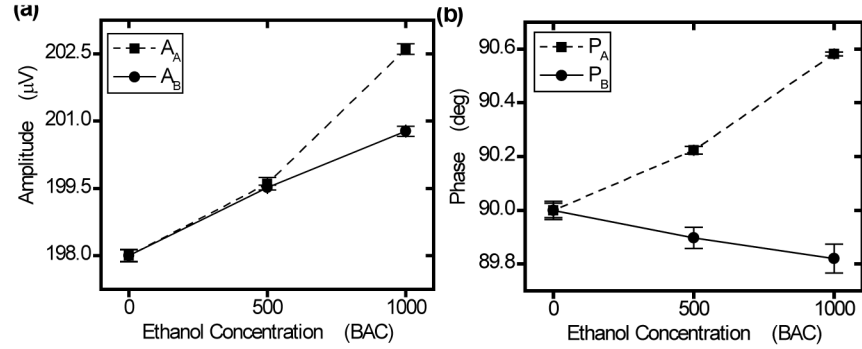 (a)
A_A
A_B
202.5
201.0
199.5
198.0
Amplitude (µV)
0 500 1000
Ethanol Concentration (BAC)
(b)
P_A
P_B
90.6
90.4
90.2
90.0
89.8
Phase (deg)
0 500 1000
Ethanol Concentration (BAC)